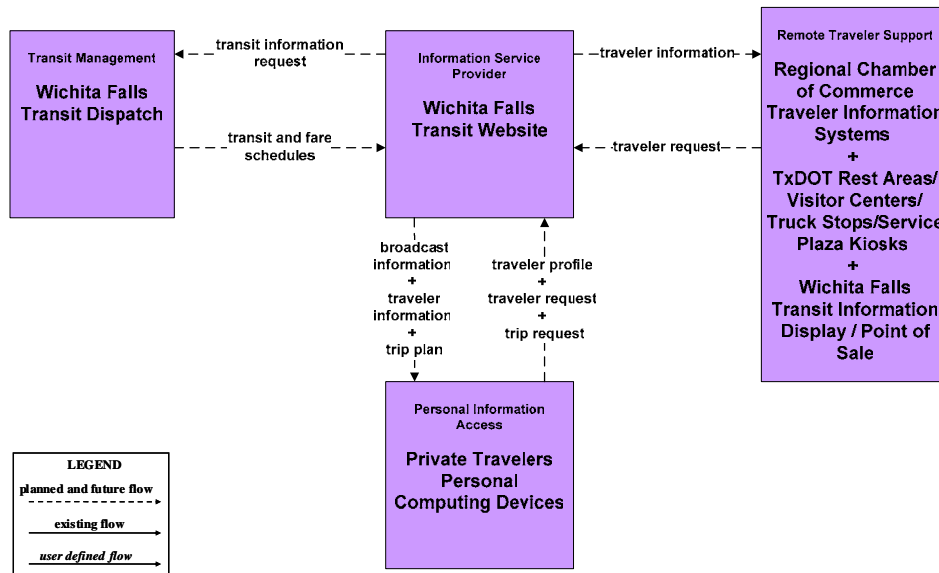 Transit Management
Wichita Falls
Transit Dispatch
transit information
request
transit and fare
schedules
Information Service
Provider
Wichita Falls
Transit Website
traveler information
traveler request
Remote Traveler Support
Regional Chamber
of Commerce
Traveler Information
Systems
+
TxDOT Rest Areas/
Visitor Centers/
Truck Stops/Service
Plaza Kiosks
+
Wichita Falls
Transit Information
Display / Point of
Sale
broadcast
information
+
traveler
information
+
trip plan
traveler profile
+
traveler request
+
trip request
Personal Information
Access
Private Travelers
Personal
Computing Devices
LEGEND
planned and future flow
existing flow
user defined flow